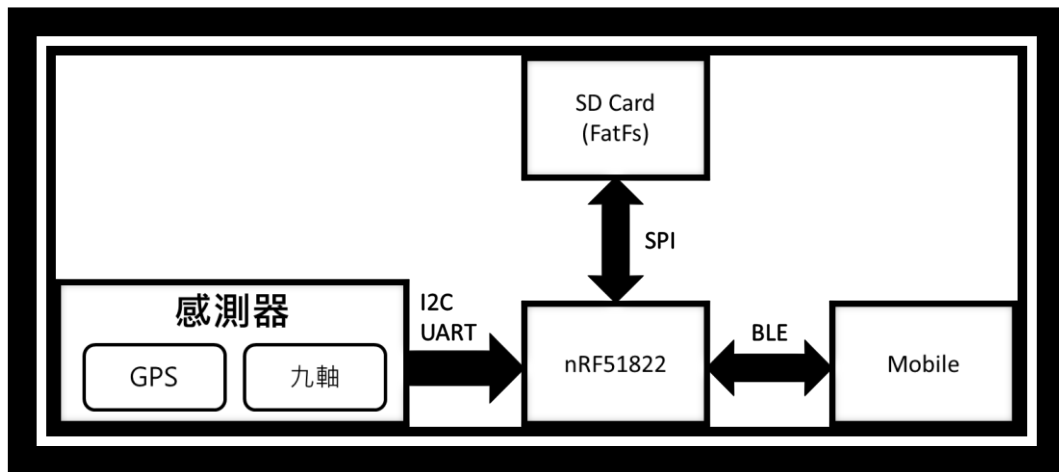 SD Card
(FatFs)
SPI
感測器
GPS
九軸
I2C
UART
nRF51822
BLE
Mobile